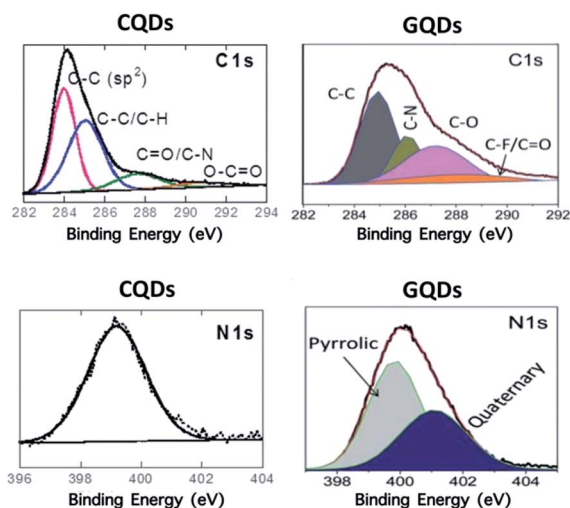 CQDs
C1s
C-C (sp²)
C-C/C-H
C=O/C-N
O-C=O
282 284 286 288 290 292 294
Binding Energy (eV)
GQDs
C1s
C-C
C-N
C-O
C-F/C=O
282 284 286 288 290 292
Binding Energy (eV)
CQDs
N1s
396 398 400 402 404
Binding Energy (eV)
GQDs
N1s
Pyrrolic
Quaternary
398 400 402 404
Binding Energy (eV)